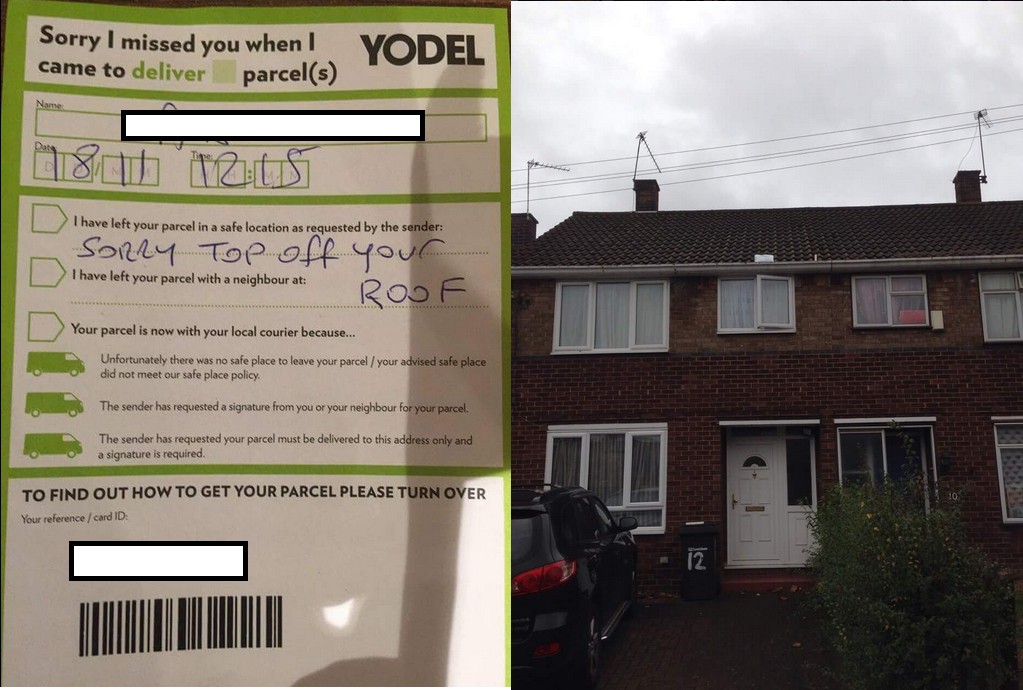 Sorry I missed you when I
came to deliver parcel(s)
YODEL
Name:
Date:
Time:
18/11 12:15
I have left your parcel in a safe location as requested by the sender:
SORRY TOP OFF YOUR
I have left your parcel with a neighbour at:
ROOF
Your parcel is now with your local courier because...
Unfortunately there was no safe place to leave your parcel / your advised safe place
did not meet our safe place policy.
The sender has requested a signature from you or your neighbour for your parcel.
The sender has requested your parcel must be delivered to this address only and
a signature is required.
TO FIND OUT HOW TO GET YOUR PARCEL PLEASE TURN OVER
Your reference / card ID:
12
10